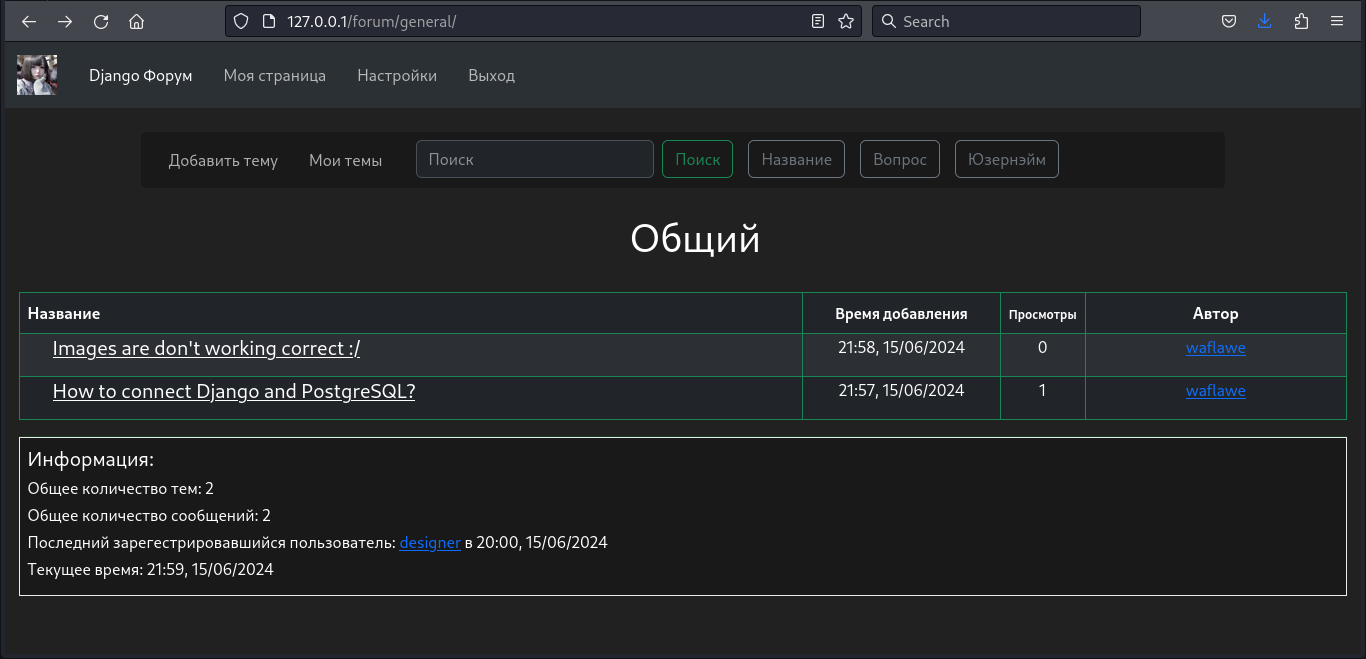 127.0.0.1/forum/general/ Search
Django Форум Моя страница Настройки Выход
Добавить тему Мои темы Поиск Поиск Название Вопрос Юзернэйм
Общий
Название Время добавления Просмотры Автор
Images are don't working correct :/ 21:58, 15/06/2024 0 waflawe
How to connect Django and PostgreSQL? 21:57, 15/06/2024 1 waflawe
Информация:
Общее количество тем: 2
Общее количество сообщений: 2
Последний зарегестрировавшийся пользователь: designer в 20:00, 15/06/2024
Текущее время: 21:59, 15/06/2024